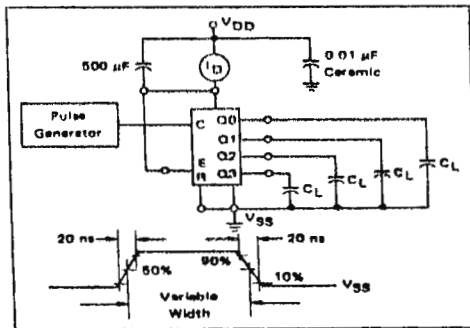 VDD
500 µF
ID
0.01 µF
Ceramic
Pulse
Generator
C
Q0
Q1
E
Q2
R
Q3
CL
CL
CL
CL
VSS
20 ns
20 ns
50%
90%
10%
VSS
Variable
Width